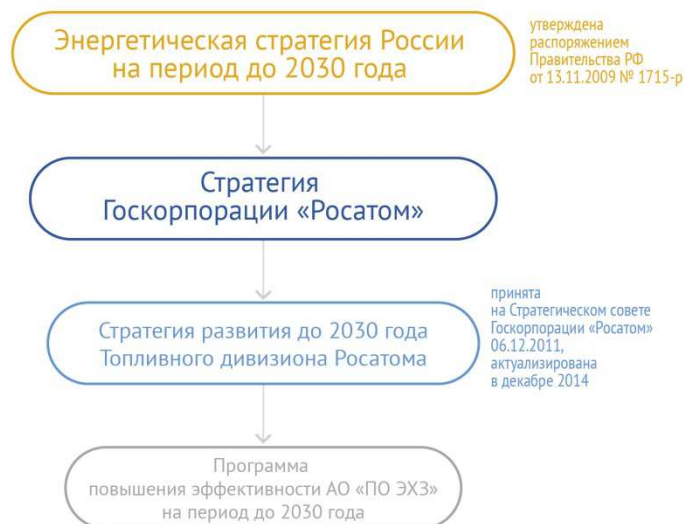 Энергетическая стратегия России
на период до 2030 года
утверждена
распоряжением
Правительства РФ
от 13.11.2009 № 1715-р
Стратегия
Госкорпорации «Росатом»
Стратегия развития до 2030 года
Топливного дивизиона Росатома
принята
на Стратегическом совете
Госкорпорации «Росатом»
06.12.2011,
актуализирована
в декабре 2014
Программа
повышения эффективности АО «ПО ЭХЗ»
на период до 2030 года